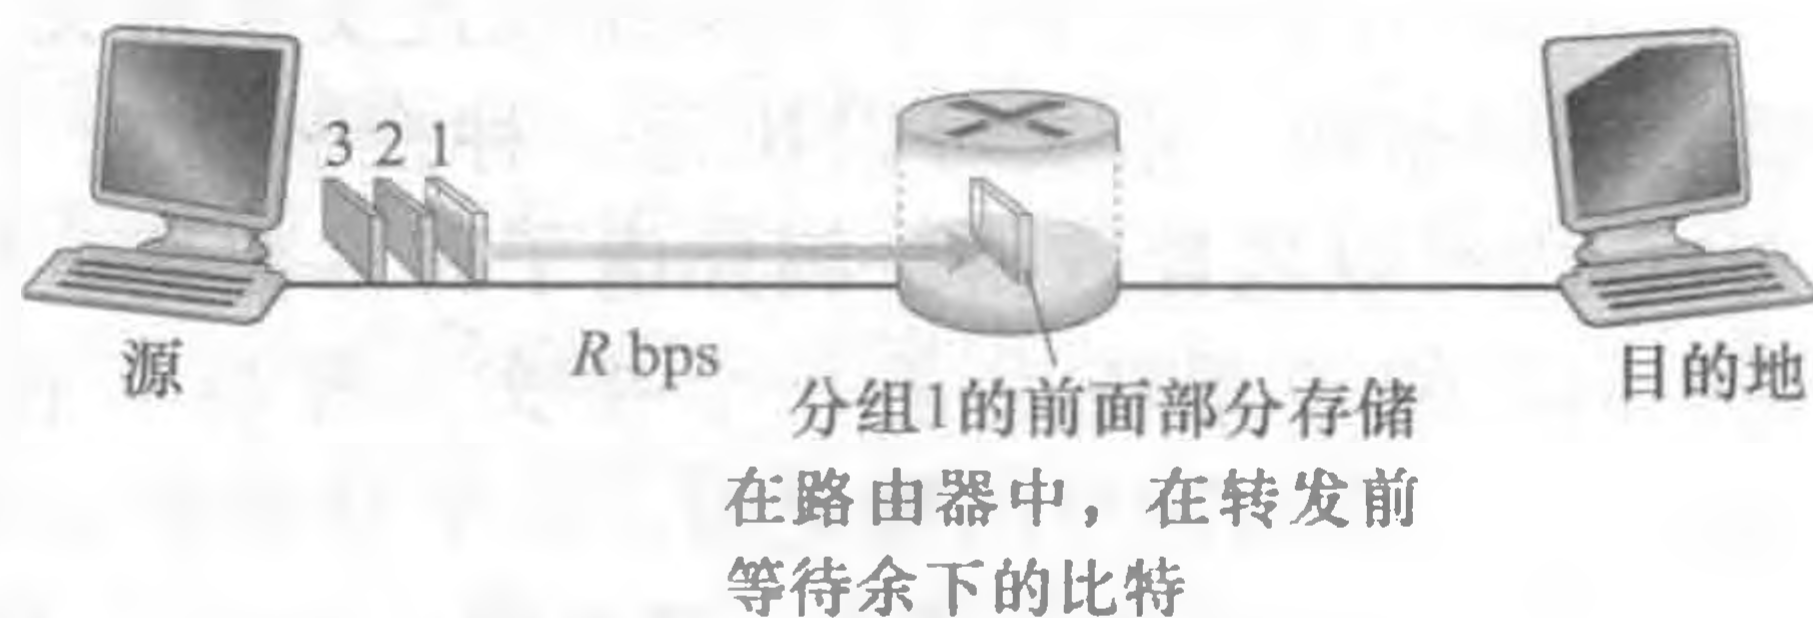 3 2 1
源
R bps
目的地
分组1的前面部分存储
在路由器中，在转发前
等待余下的比特